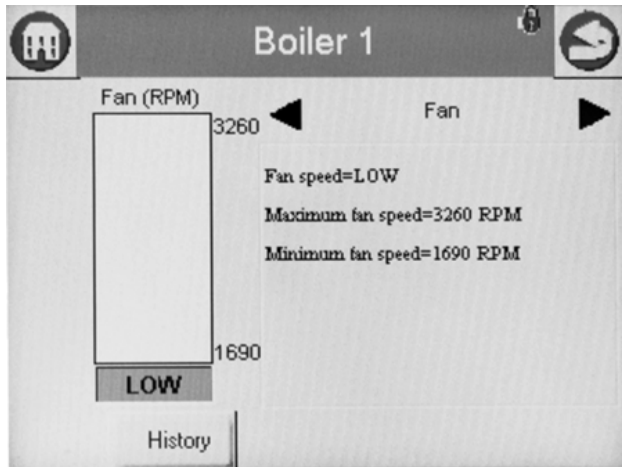 Boiler 1
Fan (RPM)
3260
Fan
Fan speed=LOW
Maximum fan speed=3260 RPM
Minimum fan speed=1690 RPM
1690
LOW
History